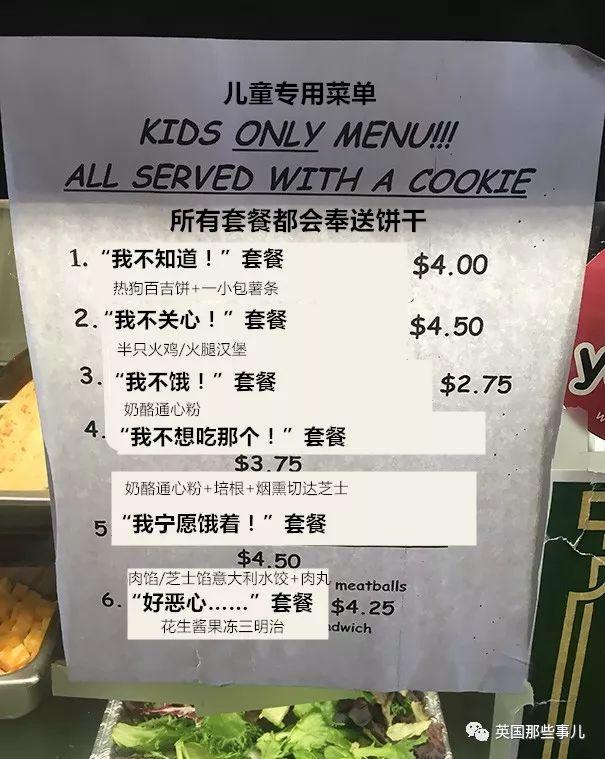 儿童专用菜单
KIDS ONLY MENU!!!
ALL SERVED WITH A COOKIE
所有套餐都会奉送饼干
1. “我不知道！”套餐 $4.00
热狗百吉饼+一小包薯条
2. “我不关心！”套餐 $4.50
半只火鸡/火腿汉堡
3. “我不饿！”套餐 $2.75
奶酪通心粉
4. “我不想吃那个！”套餐
$3.75
奶酪通心粉+培根+烟熏切达芝士
5 “我宁愿饿着！”套餐
$4.50
肉馅/芝士馅意大利水饺+肉丸 meatballs
6. “好恶心……”套餐 $4.25
花生酱果冻三明治
英国那些事儿